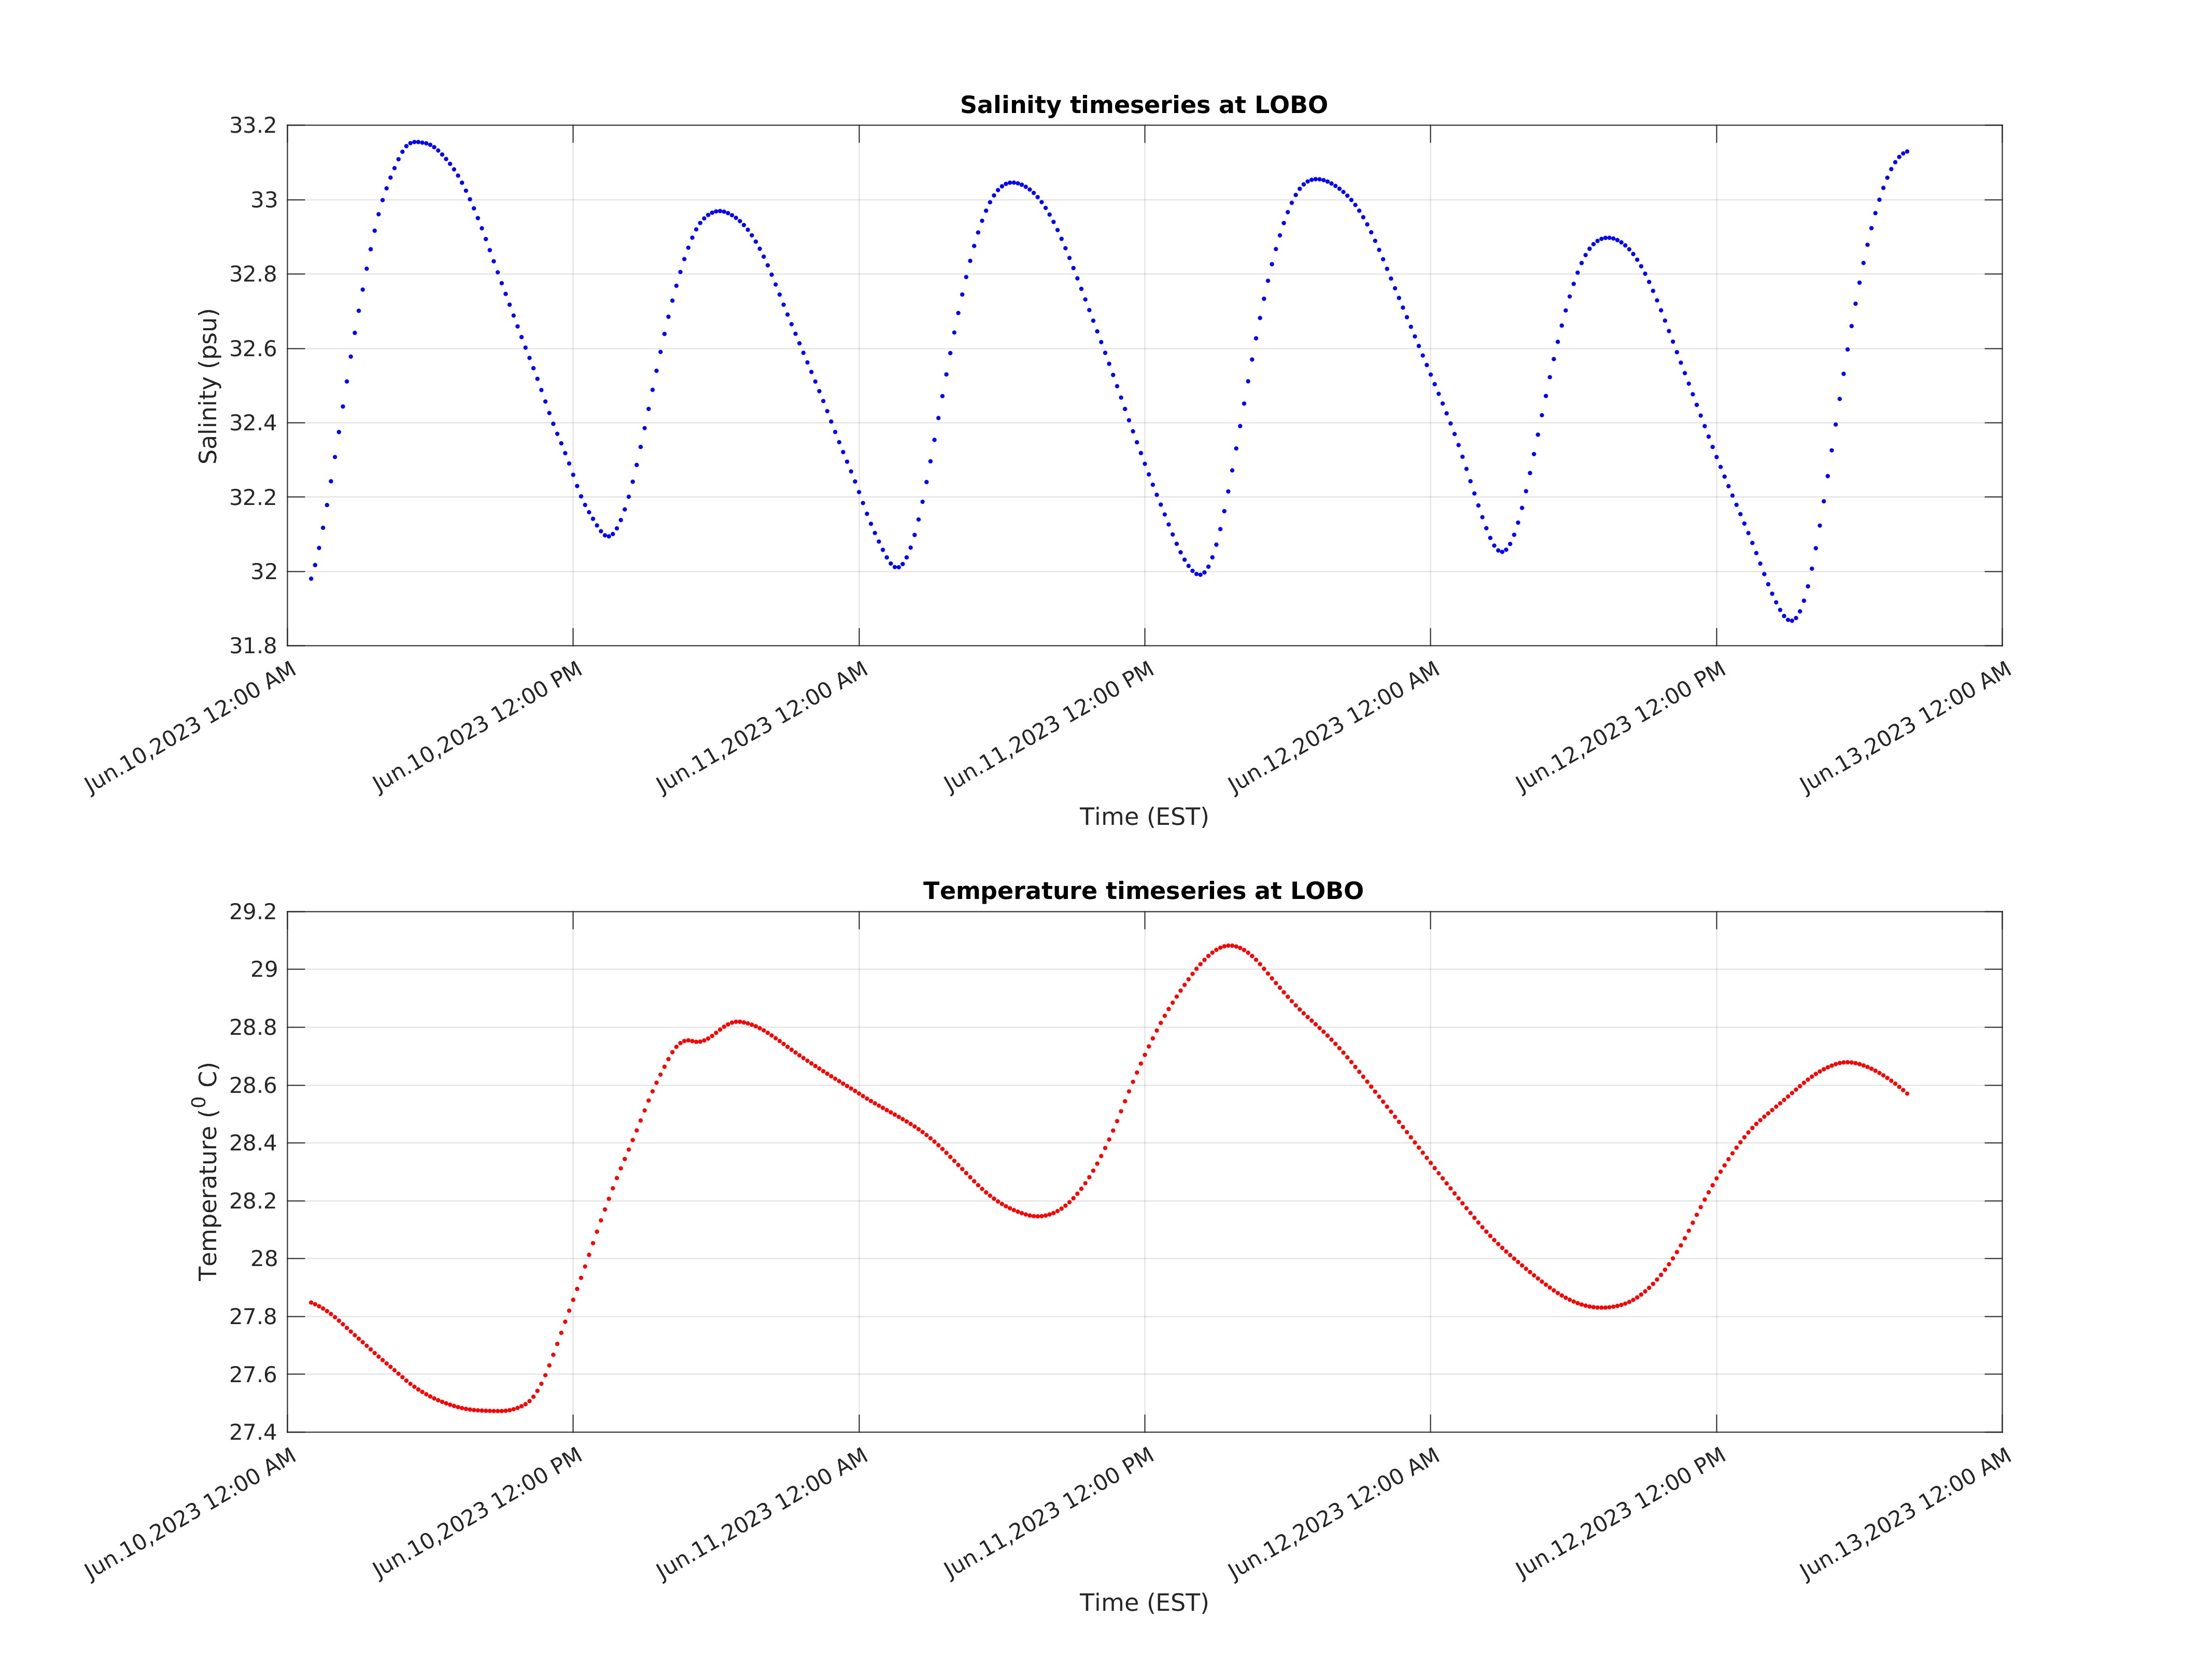 Salinity timeseries at LOBO
33.2
33
32.8
32.6
32.4
32.2
32
31.8
Salinity (psu)
Jun.10,2023 12:00 AM
Jun.10,2023 12:00 PM
Jun.11,2023 12:00 AM
Jun.11,2023 12:00 PM
Jun.12,2023 12:00 AM
Jun.12,2023 12:00 PM
Jun.13,2023 12:00 AM
Time (EST)
Temperature timeseries at LOBO
29.2
29
28.8
28.6
28.4
28.2
28
27.8
27.6
27.4
Temperature (⁰ C)
Jun.10,2023 12:00 AM
Jun.10,2023 12:00 PM
Jun.11,2023 12:00 AM
Jun.11,2023 12:00 PM
Jun.12,2023 12:00 AM
Jun.12,2023 12:00 PM
Jun.13,2023 12:00 AM
Time (EST)